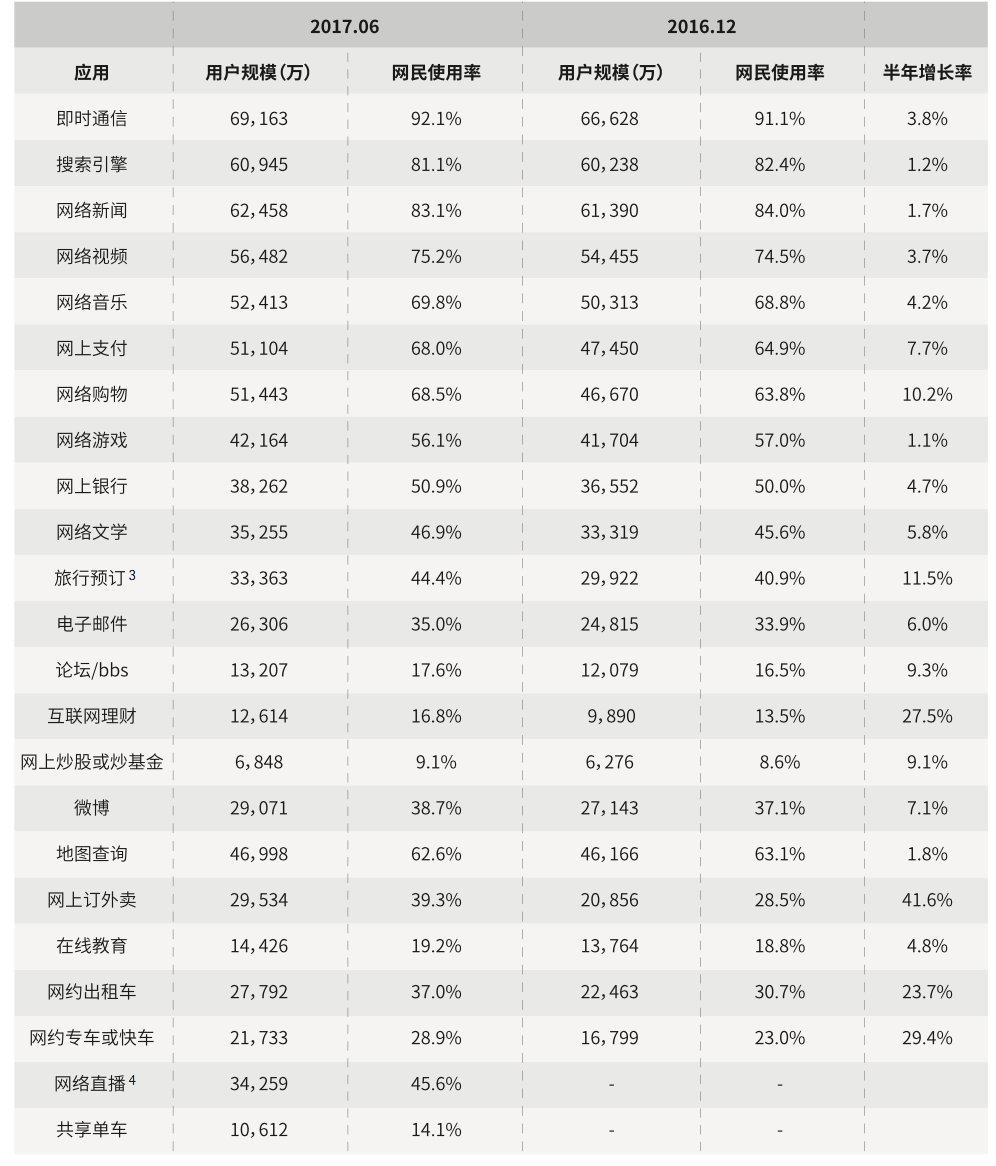 2017.06 2016.12
应用 用户规模(万) 网民使用率 用户规模(万) 网民使用率 半年增长率
即时通信 69,163 92.1% 66,628 91.1% 3.8%
搜索引擎 60,945 81.1% 60,238 82.4% 1.2%
网络新闻 62,458 83.1% 61,390 84.0% 1.7%
网络视频 56,482 75.2% 54,455 74.5% 3.7%
网络音乐 52,413 69.8% 50,313 68.8% 4.2%
网上支付 51,104 68.0% 47,450 64.9% 7.7%
网络购物 51,443 68.5% 46,670 63.8% 10.2%
网络游戏 42,164 56.1% 41,704 57.0% 1.1%
网上银行 38,262 50.9% 36,552 50.0% 4.7%
网络文学 35,255 46.9% 33,319 45.6% 5.8%
旅行预订3 33,363 44.4% 29,922 40.9% 11.5%
电子邮件 26,306 35.0% 24,815 33.9% 6.0%
论坛/bbs 13,207 17.6% 12,079 16.5% 9.3%
互联网理财 12,614 16.8% 9,890 13.5% 27.5%
网上炒股或炒基金 6,848 9.1% 6,276 8.6% 9.1%
微博 29,071 38.7% 27,143 37.1% 7.1%
地图查询 46,998 62.6% 46,166 63.1% 1.8%
网上订外卖 29,534 39.3% 20,856 28.5% 41.6%
在线教育 14,426 19.2% 13,764 18.8% 4.8%
网约出租车 27,792 37.0% 22,463 30.7% 23.7%
网约专车或快车 21,733 28.9% 16,799 23.0% 29.4%
网络直播4 34,259 45.6% - -
共享单车 10,612 14.1% - -